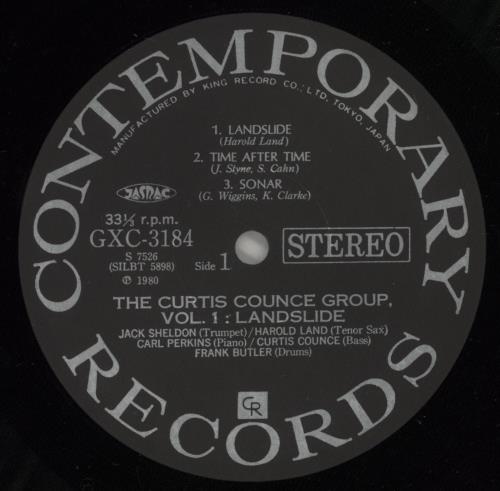 CONTEMPORARY
MANUFACTURED BY KING RECORD CO., LTD, TOKYO, JAPAN
1. LANDSLIDE
(Harold Land)
2. TIME AFTER TIME
(J. Styne, S. Cahn)
3. SONAR
(G. Wiggins, K. Clarke)
JASRAC
33⅓ r.p.m.
GXC-3184
S 7526
(SILBT 5898)
Ⓟ 1980
Side 1
STEREO
THE CURTIS COUNCE GROUP,
VOL. 1 : LANDSLIDE
JACK SHELDON (Trumpet) / HAROLD LAND (Tenor Sax)
CARL PERKINS (Piano) / CURTIS COUNCE (Bass)
FRANK BUTLER (Drums)
CR
RECORDS